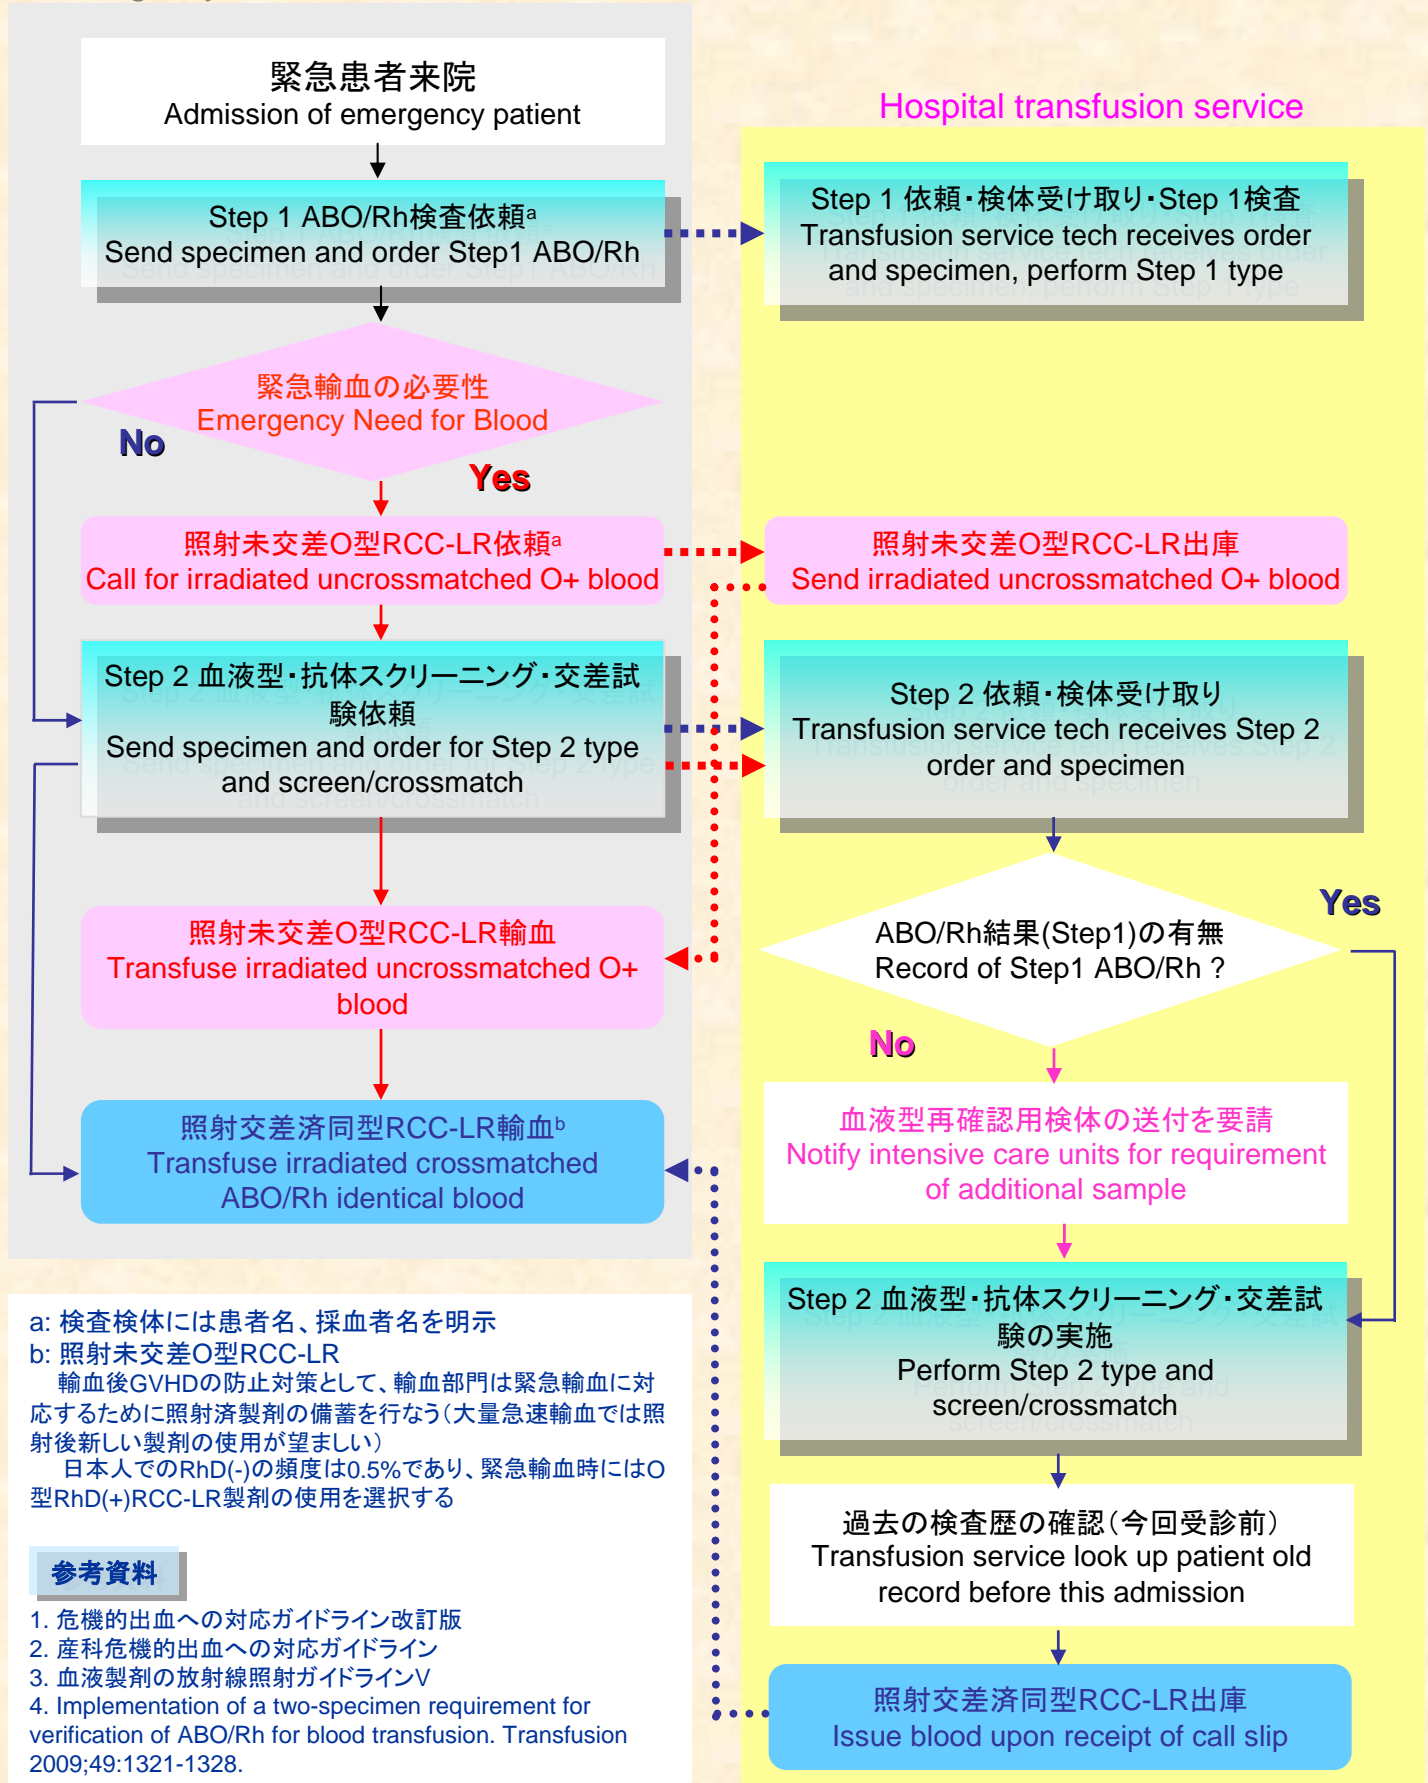 緊急患者来院
Admission of emergency patient
Step 1 ABO/Rh検査依頼a
Send specimen and order Step1 ABO/Rh
緊急輸血の必要性
Emergency Need for Blood
No
Yes
照射未交差O型RCC-LR依頼a
Call for irradiated uncrossmatched O+ blood
Step 2 血液型・抗体スクリーニング・交差試
験依頼
Send specimen and order for Step 2 type
and screen/crossmatch
照射未交差O型RCC-LR輸血
Transfuse irradiated uncrossmatched O+
blood
照射交差済同型RCC-LR輸血b
Transfuse irradiated crossmatched
ABO/Rh identical blood
Hospital transfusion service
Step 1 依頼・検体受け取り・Step 1検査
Transfusion service tech receives order
and specimen, perform Step 1 type
照射未交差O型RCC-LR出庫
Send irradiated uncrossmatched O+ blood
Step 2 依頼・検体受け取り
Transfusion service tech receives Step 2
order and specimen
Yes
ABO/Rh結果(Step1)の有無
Record of Step1 ABO/Rh ?
No
血液型再確認用検体の送付を要請
Notify intensive care units for requirement
of additional sample
Step 2 血液型・抗体スクリーニング・交差試
験の実施
Perform Step 2 type and
screen/crossmatch
過去の検査歴の確認（今回受診前）
Transfusion service look up patient old
record before this admission
照射交差済同型RCC-LR出庫
Issue blood upon receipt of call slip
a: 検査検体には患者名、採血者名を明示
b: 照射未交差O型RCC-LR
輸血後GVHDの防止対策として、輸血部門は緊急輸血に対
応するために照射済製剤の備蓄を行なう（大量急速輸血では照
射後新しい製剤の使用が望ましい）
日本人でのRhD(-)の頻度は0.5%であり、緊急輸血時にはO
型RhD(+)RCC-LR製剤の使用を選択する
参考資料
1. 危機的出血への対応ガイドライン改訂版
2. 産科危機的出血への対応ガイドライン
3. 血液製剤の放射線照射ガイドラインV
4. Implementation of a two-specimen requirement for
verification of ABO/Rh for blood transfusion. Transfusion
2009;49:1321-1328.